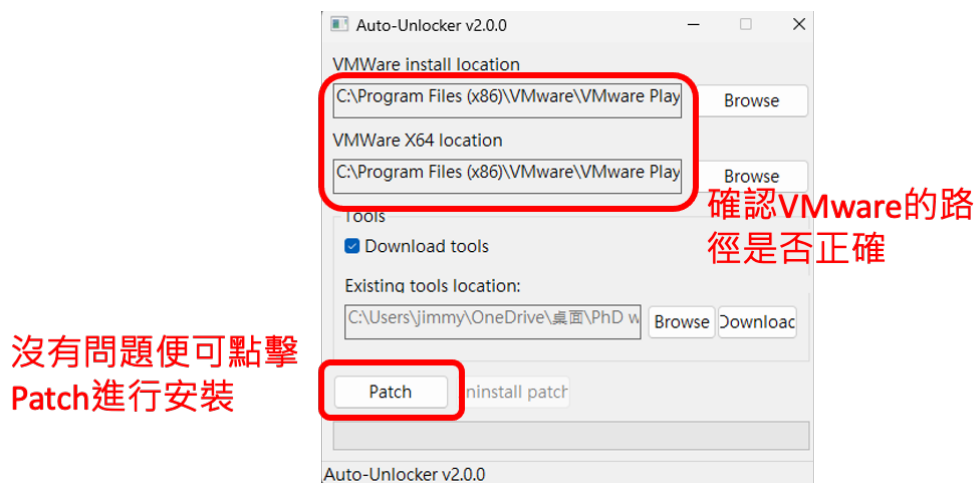 Auto-Unlocker v2.0.0
VMWare install location
C:\Program Files (x86)\VMware\VMware Play
Browse
VMWare X64 location
C:\Program Files (x86)\VMware\VMware Play
Browse
確認VMware的路
徑是否正確
Tools
Download tools
Existing tools location:
C:\Users\jimmy\OneDrive\桌面\PhD w
Browse
Downloac
沒有問題便可點擊
Patch進行安裝
Patch
ninstall patch
Auto-Unlocker v2.0.0